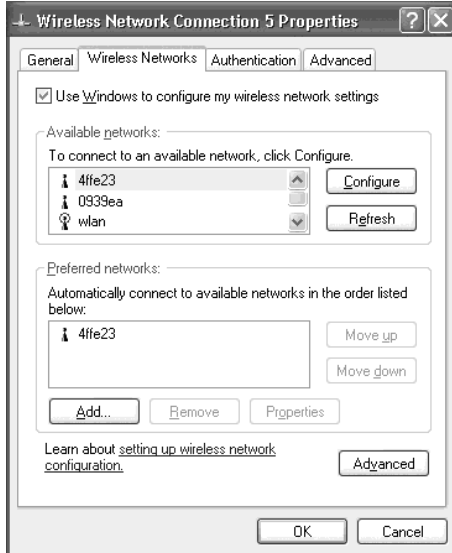 Wireless Network Connection 5 Properties
General Wireless Networks Authentication Advanced
Use Windows to configure my wireless network settings
Available networks:
To connect to an available network, click Configure.
4ffe23
Configure
0939ea
wlan
Refresh
Preferred networks:
Automatically connect to available networks in the order listed
below:
4ffe23
Move up
Move down
Add... Remove Properties
Learn about setting up wireless network
configuration.
Advanced
OK Cancel